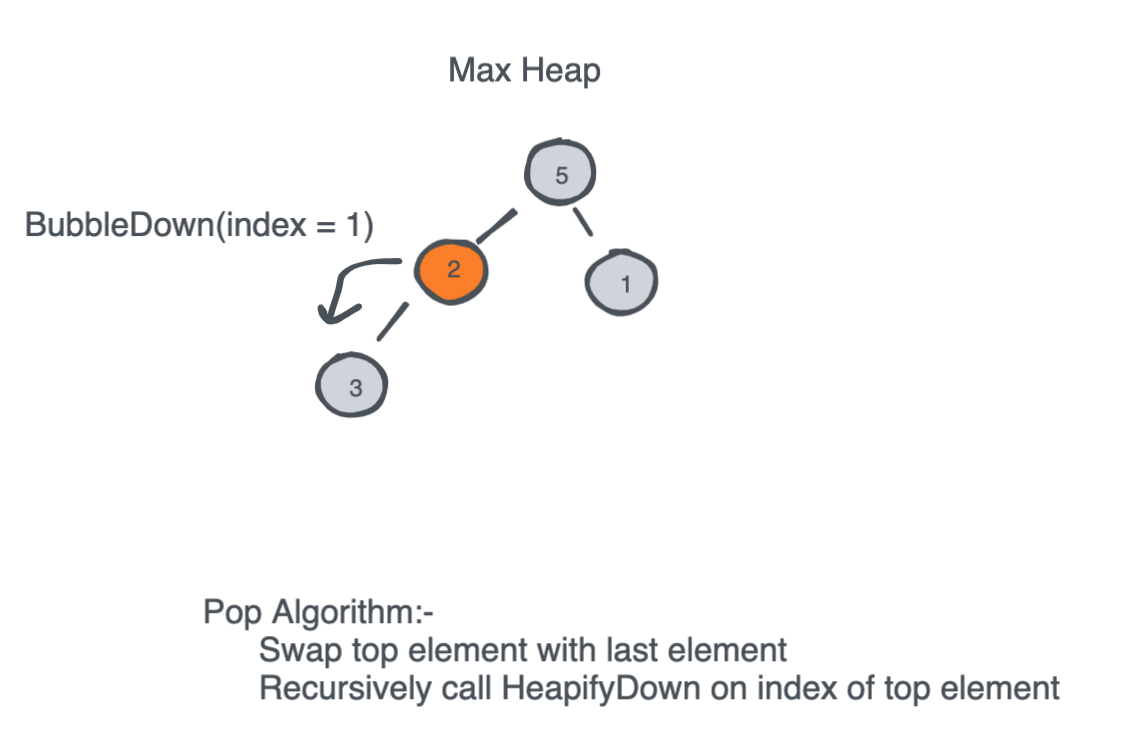 Max Heap
5
BubbleDown(index = 1)
2
1
3
Pop Algorithm:-
Swap top element with last element
Recursively call HeapifyDown on index of top element